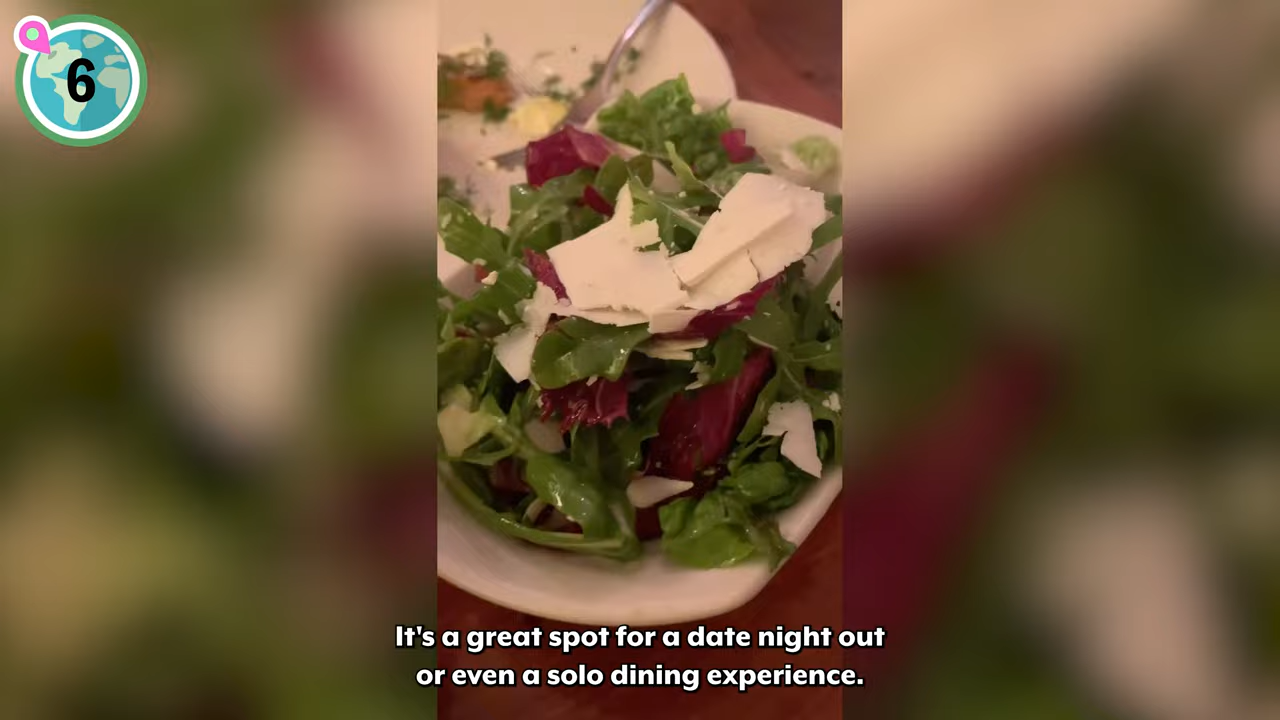 6
It's a great spot for a date night out
or even a solo dining experience.